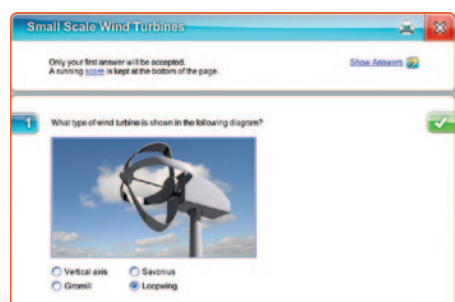 Small Scale Wind Turbines
Only your first answer will be accepted.
A running score is kept at the bottom of the page.
Show Answers
1
What type of wind turbine is shown in the following diagram?
Vertical axis
Savonius
Giromill
Loopwing